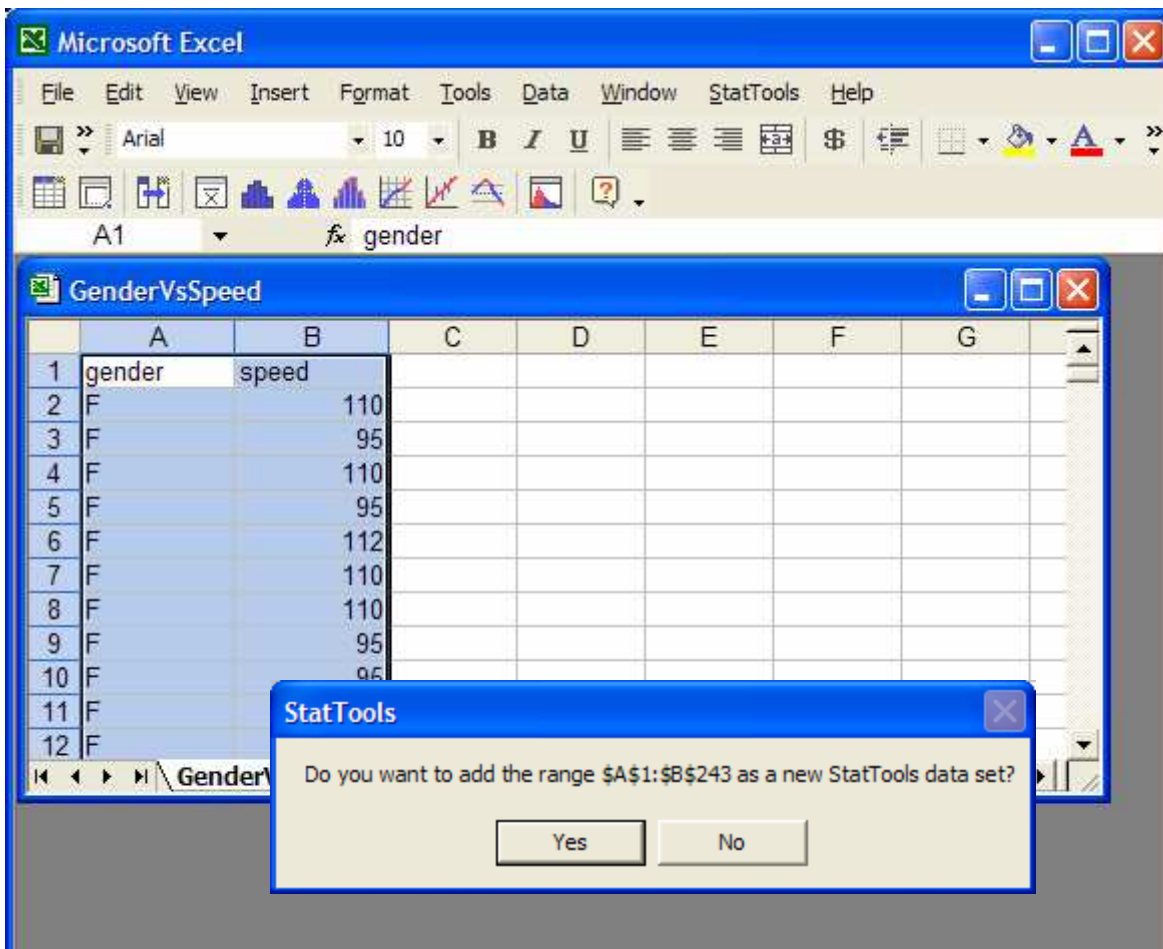 Microsoft Excel
File Edit View Insert Format Tools Data Window StatTools Help
» Arial 10 B I U $ A »
A1 fx gender
GenderVsSpeed
A B C D E F G
1 gender speed
2 F 110
3 F 95
4 F 110
5 F 95
6 F 112
7 F 110
8 F 110
9 F 95
10 F 95
11 F
12 F
StatTools
Do you want to add the range $A$1:$B$243 as a new StatTools data set?
Yes No